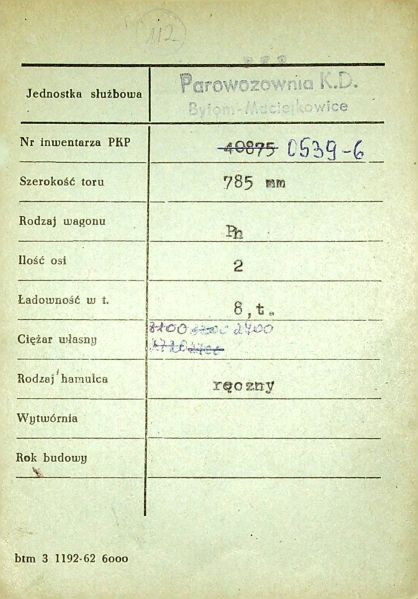 112
P K P
Jednostka służbowa Parowozownia K.D.
Bytom-Maciejkowice
Nr inwentarza PKP 40875 0539-6
Szerokość toru 785 mm
Rodzaj wagonu Ph
Ilość osi 2
Ładowność w t. 8,t.
Ciężar własny 2400
Rodzaj hamulca ręczny
Wytwórnia
Rok budowy
btm 3 1192-62 6000